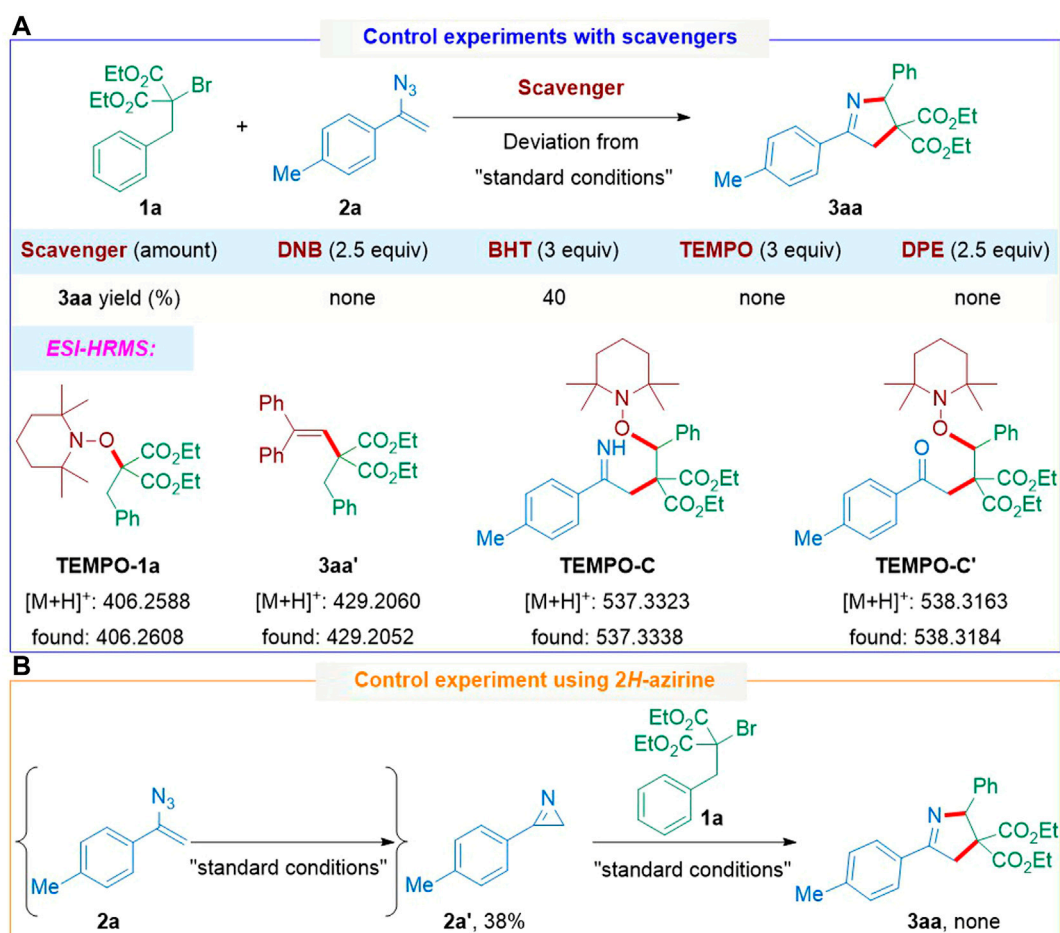 A
Control experiments with scavengers
EtO₂C
EtO₂C
Br
1a
+
N₃
Me
2a
Scavenger
Deviation from
"standard conditions"
Ph
N
CO₂Et
CO₂Et
Me
3aa
Scavenger (amount) DNB (2.5 equiv) BHT (3 equiv) TEMPO (3 equiv) DPE (2.5 equiv)
3aa yield (%) none 40 none none
ESI-HRMS:
N
O
CO₂Et
CO₂Et
Ph
TEMPO-1a
[M+H]⁺: 406.2588
found: 406.2608
Ph
Ph
CO₂Et
CO₂Et
Ph
3aa'
[M+H]⁺: 429.2060
found: 429.2052
N
O
Ph
NH
CO₂Et
CO₂Et
Me
TEMPO-C
[M+H]⁺: 537.3323
found: 537.3338
N
O
Ph
O
CO₂Et
CO₂Et
Me
TEMPO-C'
[M+H]⁺: 538.3163
found: 538.3184
B
Control experiment using 2H-azirine
N₃
Me
2a
"standard conditions"
N
Me
2a', 38%
EtO₂C
EtO₂C
Br
1a
"standard conditions"
Ph
N
CO₂Et
CO₂Et
Me
3aa, none